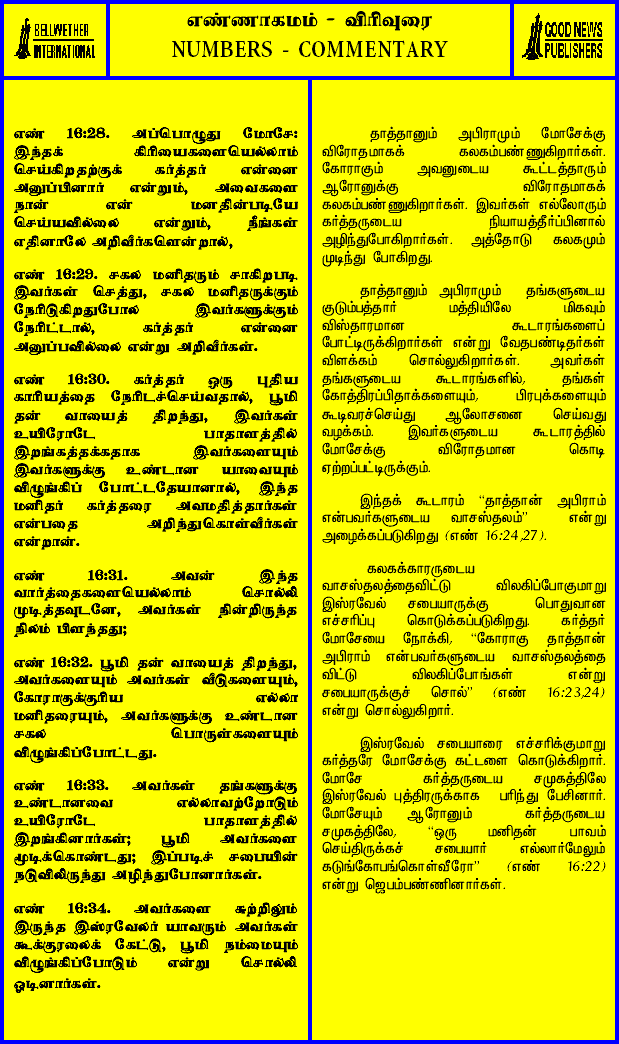 BELLWETHER
INTERNATIONAL
எண்ணாகமம் - விரிவுரை
NUMBERS - COMMENTARY
GOOD NEWS
PUBLISHERS
எண் 16:28. அப்பொழுது மோசே:
இந்தக் கிரியைகளையெல்லாம்
செய்கிறதற்குக் கர்த்தர் என்னை
அனுப்பினார் என்றும், அவைகளை
நான் என் மனதின்படியே
செய்யவில்லை என்றும், நீங்கள்
எதினாலே அறிவீர்களென்றால்,
எண் 16:29. சகல மனிதரும் சாகிறபடி
இவர்கள் செத்து, சகல மனிதருக்கும்
நேரிடுகிறதுபோல இவர்களுக்கும்
நேரிட்டால், கர்த்தர் என்னை
அனுப்பவில்லை என்று அறிவீர்கள்.
எண் 16:30. கர்த்தர் ஒரு புதிய
காரியத்தை நேரிடச்செய்வதால், பூமி
தன் வாயைத் திறந்து, இவர்கள்
உயிரோடே பாதாளத்தில்
இறங்கத்தக்கதாக இவர்களையும்
இவர்களுக்கு உண்டான யாவையும்
விழுங்கிப் போட்டதேயானால், இந்த
மனிதர் கர்த்தரை அவமதித்தார்கள்
என்பதை அறிந்துகொள்வீர்கள்
என்றான்.
எண் 16:31. அவன் இந்த
வார்த்தைகளையெல்லாம் சொல்லி
முடித்தவுடனே, அவர்கள் நின்றிருந்த
நிலம் பிளந்தது;
எண் 16:32. பூமி தன் வாயைத் திறந்து,
அவர்களையும் அவர்கள் வீடுகளையும்,
கோராகுக்குரிய எல்லா
மனிதரையும், அவர்களுக்கு உண்டான
சகல பொருள்களையும்
விழுங்கிப்போட்டது.
எண் 16:33. அவர்கள் தங்களுக்கு
உண்டானவை எல்லாவற்றோடும்
உயிரோடே பாதாளத்தில்
இறங்கினார்கள்; பூமி அவர்களை
மூடிக்கொண்டது; இப்படிச் சபையின்
நடுவிலிருந்து அழிந்துபோனார்கள்.
எண் 16:34. அவர்களை சுற்றிலும்
இருந்த இஸ்ரவேலர் யாவரும் அவர்கள்
கூக்குரலைக் கேட்டு, பூமி நம்மையும்
விழுங்கிப்போடும் என்று சொல்லி
ஓடினார்கள்.
தாத்தானும் அபிராமும் மோசேக்கு
விரோதமாகக் கலகம்பண்ணுகிறார்கள்.
கோராகும் அவனுடைய கூட்டத்தாரும்
ஆரோனுக்கு விரோதமாகக்
கலகம்பண்ணுகிறார்கள். இவர்கள் எல்லோரும்
கர்த்தருடைய நியாயத்தீர்ப்பினால்
அழிந்துபோகிறார்கள். அத்தோடு கலகமும்
முடிந்து போகிறது.
தாத்தானும் அபிராமும் தங்களுடைய
குடும்பத்தார் மத்தியிலே மிகவும்
விஸ்தாரமான கூடாரங்களைப்
போட்டிருக்கிறார்கள் என்று வேதபண்டிதர்கள்
விளக்கம் சொல்லுகிறார்கள். அவர்கள்
தங்களுடைய கூடாரங்களில், தங்கள்
கோத்திரப்பிதாக்களையும், பிரபுக்களையும்
கூடிவரச்செய்து ஆலோசனை செய்வது
வழக்கம். இவர்களுடைய கூடாரத்தில்
மோசேக்கு விரோதமான கொடி
ஏற்றப்பட்டிருக்கும்.
இந்தக் கூடாரம் “தாத்தான் அபிராம்
என்பவர்களுடைய வாசஸ்தலம்” என்று
அழைக்கப்படுகிறது (எண் 16:24,27).
கலகக்காரருடைய
வாசஸ்தலத்தைவிட்டு விலகிப்போகுமாறு
இஸ்ரவேல் சபையாருக்கு பொதுவான
எச்சரிப்பு கொடுக்கப்படுகிறது. கர்த்தர்
மோசேயை நோக்கி, “கோராகு தாத்தான்
அபிராம் என்பவர்களுடைய வாசஸ்தலத்தை
விட்டு விலகிப்போங்கள் என்று
சபையாருக்குச் சொல்” (எண் 16:23,24)
என்று சொல்லுகிறார்.
இஸ்ரவேல் சபையாரை எச்சரிக்குமாறு
கர்த்தரே மோசேக்கு கட்டளை கொடுக்கிறார்.
மோசே கர்த்தருடைய சமுகத்திலே
இஸ்ரவேல் புத்திரருக்காக பரிந்து பேசினார்.
மோசேயும் ஆரோனும் கர்த்தருடைய
சமுகத்திலே, “ஒரு மனிதன் பாவம்
செய்திருக்கச் சபையார் எல்லார்மேலும்
கடுங்கோபங்கொள்வீரோ” (எண் 16:22)
என்று ஜெபம்பண்ணினார்கள்.